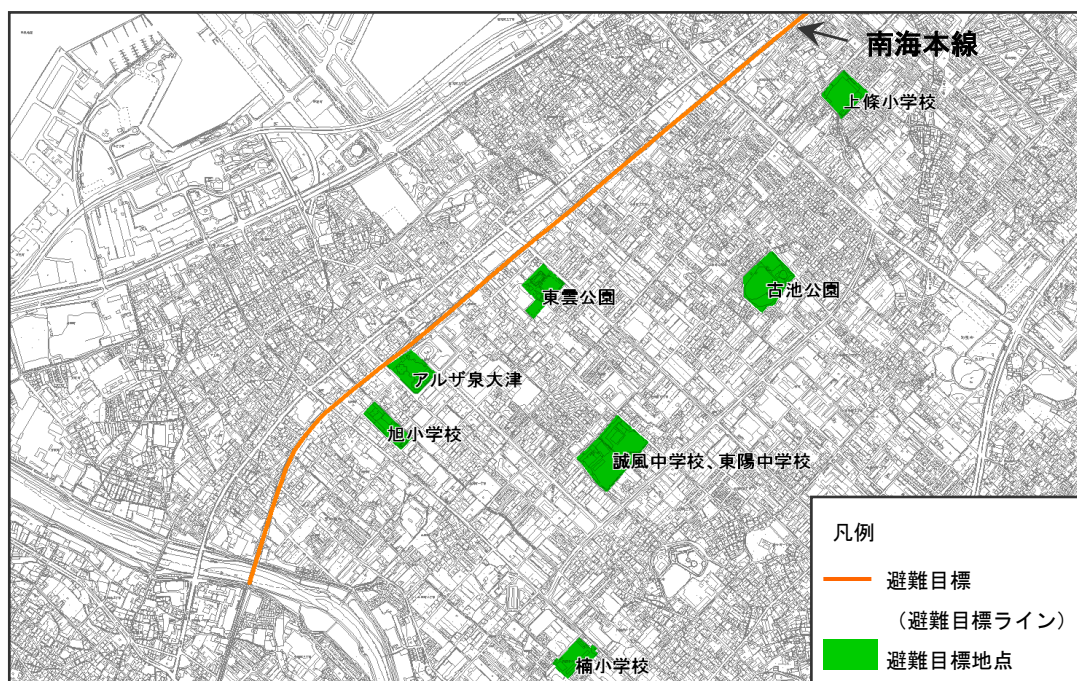 南海本線
上條小学校
古池公園
東雲公園
アルザ泉大津
旭小学校
誠風中学校、東陽中学校
楠小学校
凡例
避難目標
（避難目標ライン）
避難目標地点